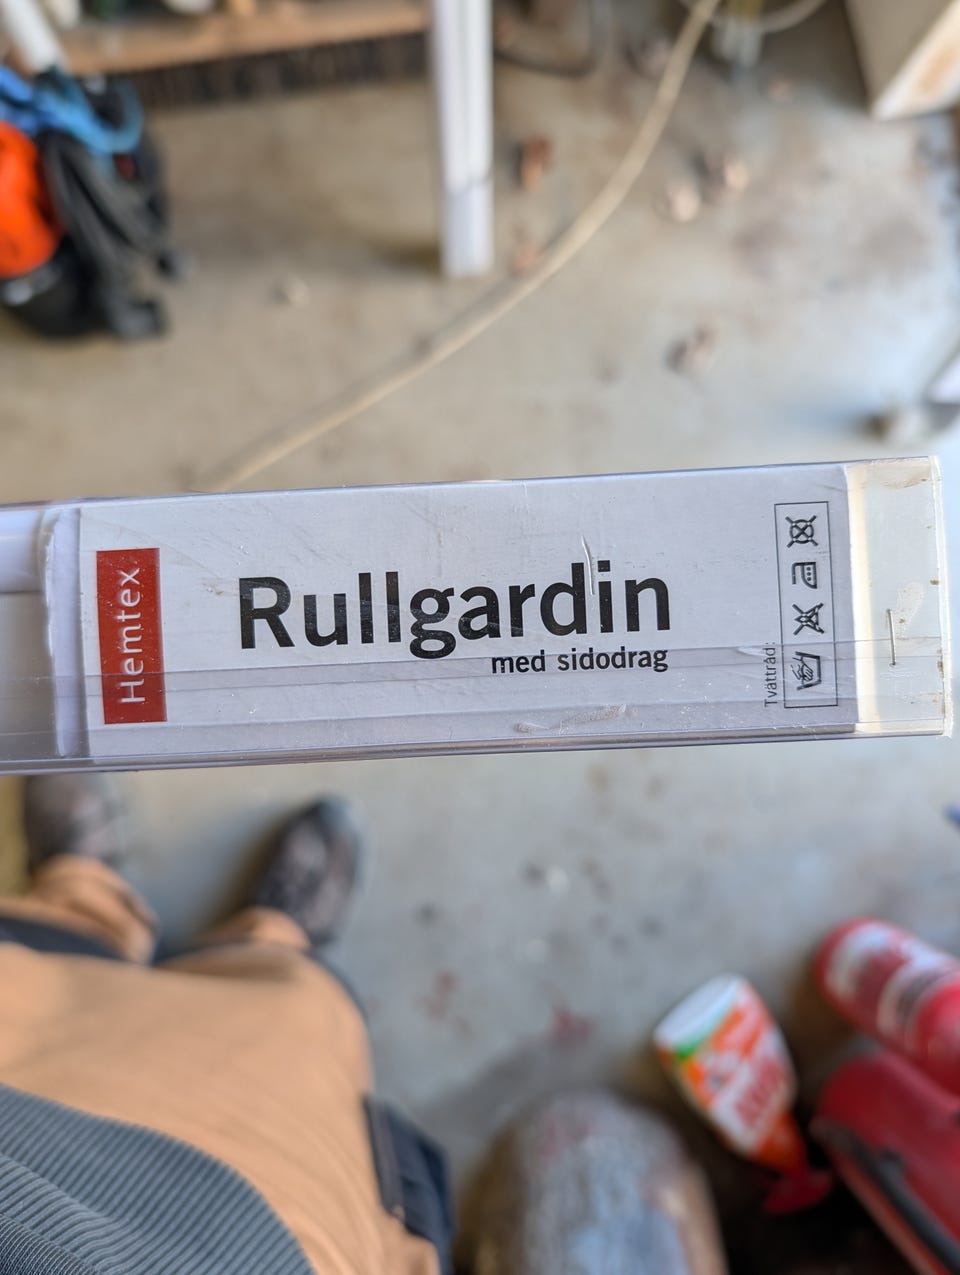 Hemtex
Rullgardin
med sidodrag
Tvättråd: